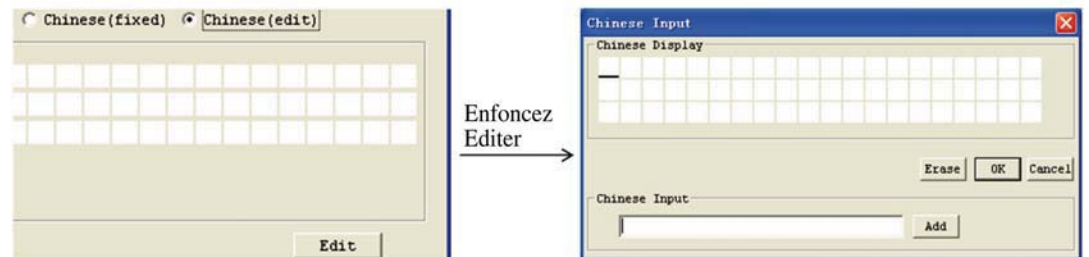 Chinese(fixed) Chinese(edit)
Edit
Enfoncez
Editer
Chinese Input
Chinese Display
Erase OK Cancel
Chinese Input
Add